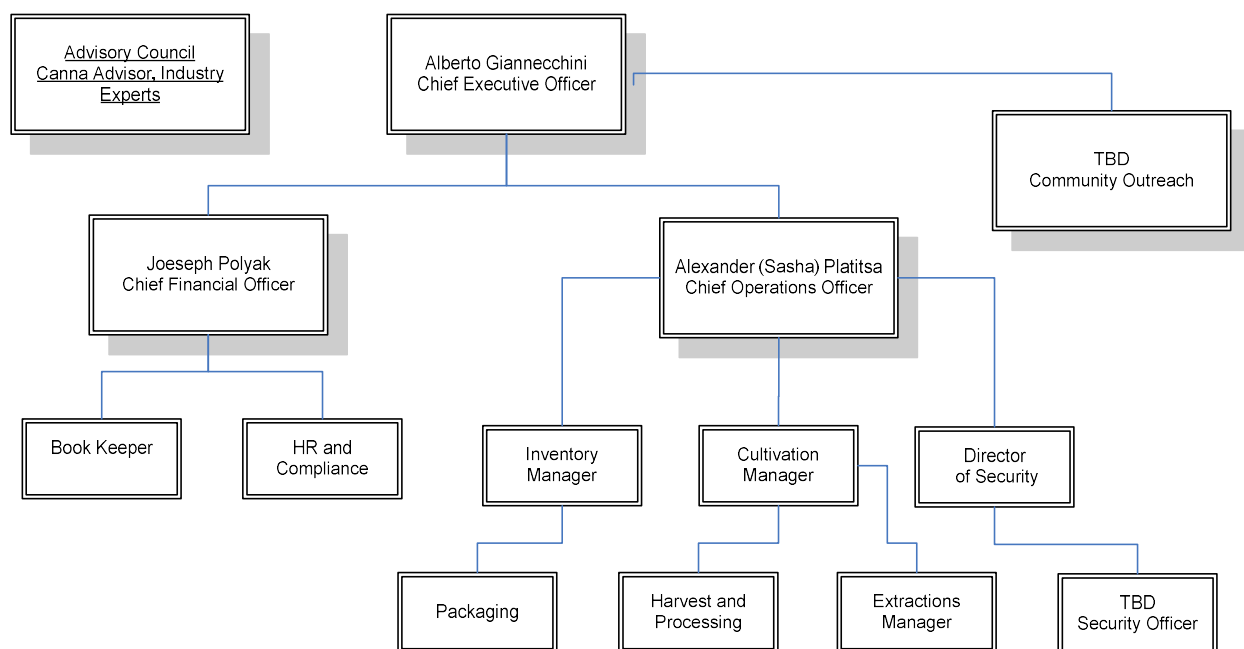 Advisory Council
Canna Advisor, Industry
Experts
Alberto Giannecchini
Chief Executive Officer
TBD
Community Outreach
Joeseph Polyak
Chief Financial Officer
Alexander (Sasha) Platitsa
Chief Operations Officer
Book Keeper
HR and
Compliance
Inventory
Manager
Cultivation
Manager
Director
of Security
Packaging
Harvest and
Processing
Extractions
Manager
TBD
Security Officer